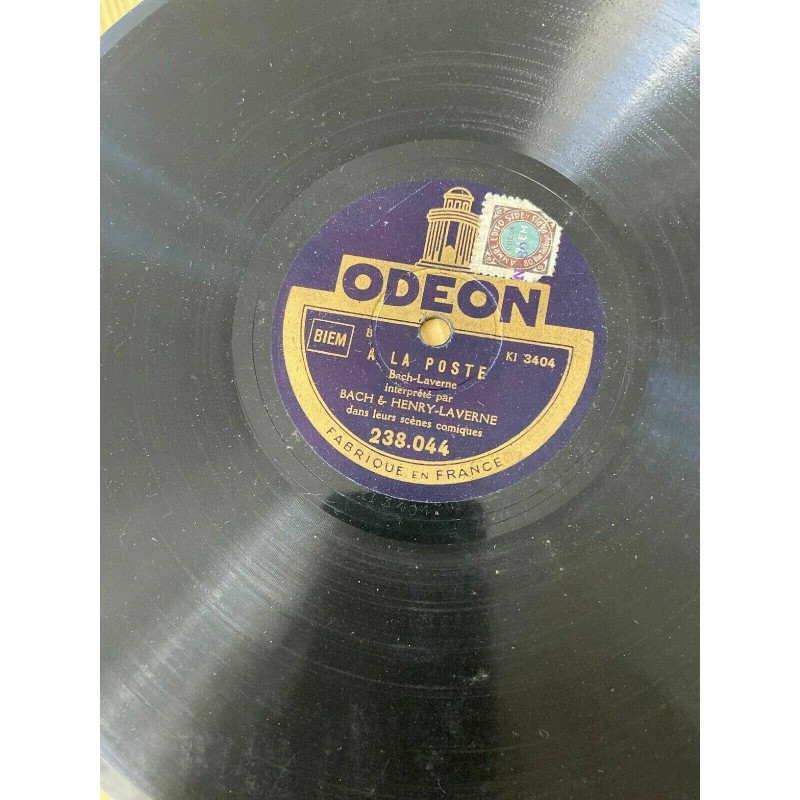 ODEON
BIEM
B
KI 3404
A LA POSTE
Bach-Laverne
interprété par
BACH & HENRY-LAVERNE
dans leurs scènes comiques
238.044
FABRIQUÉ EN FRANCE